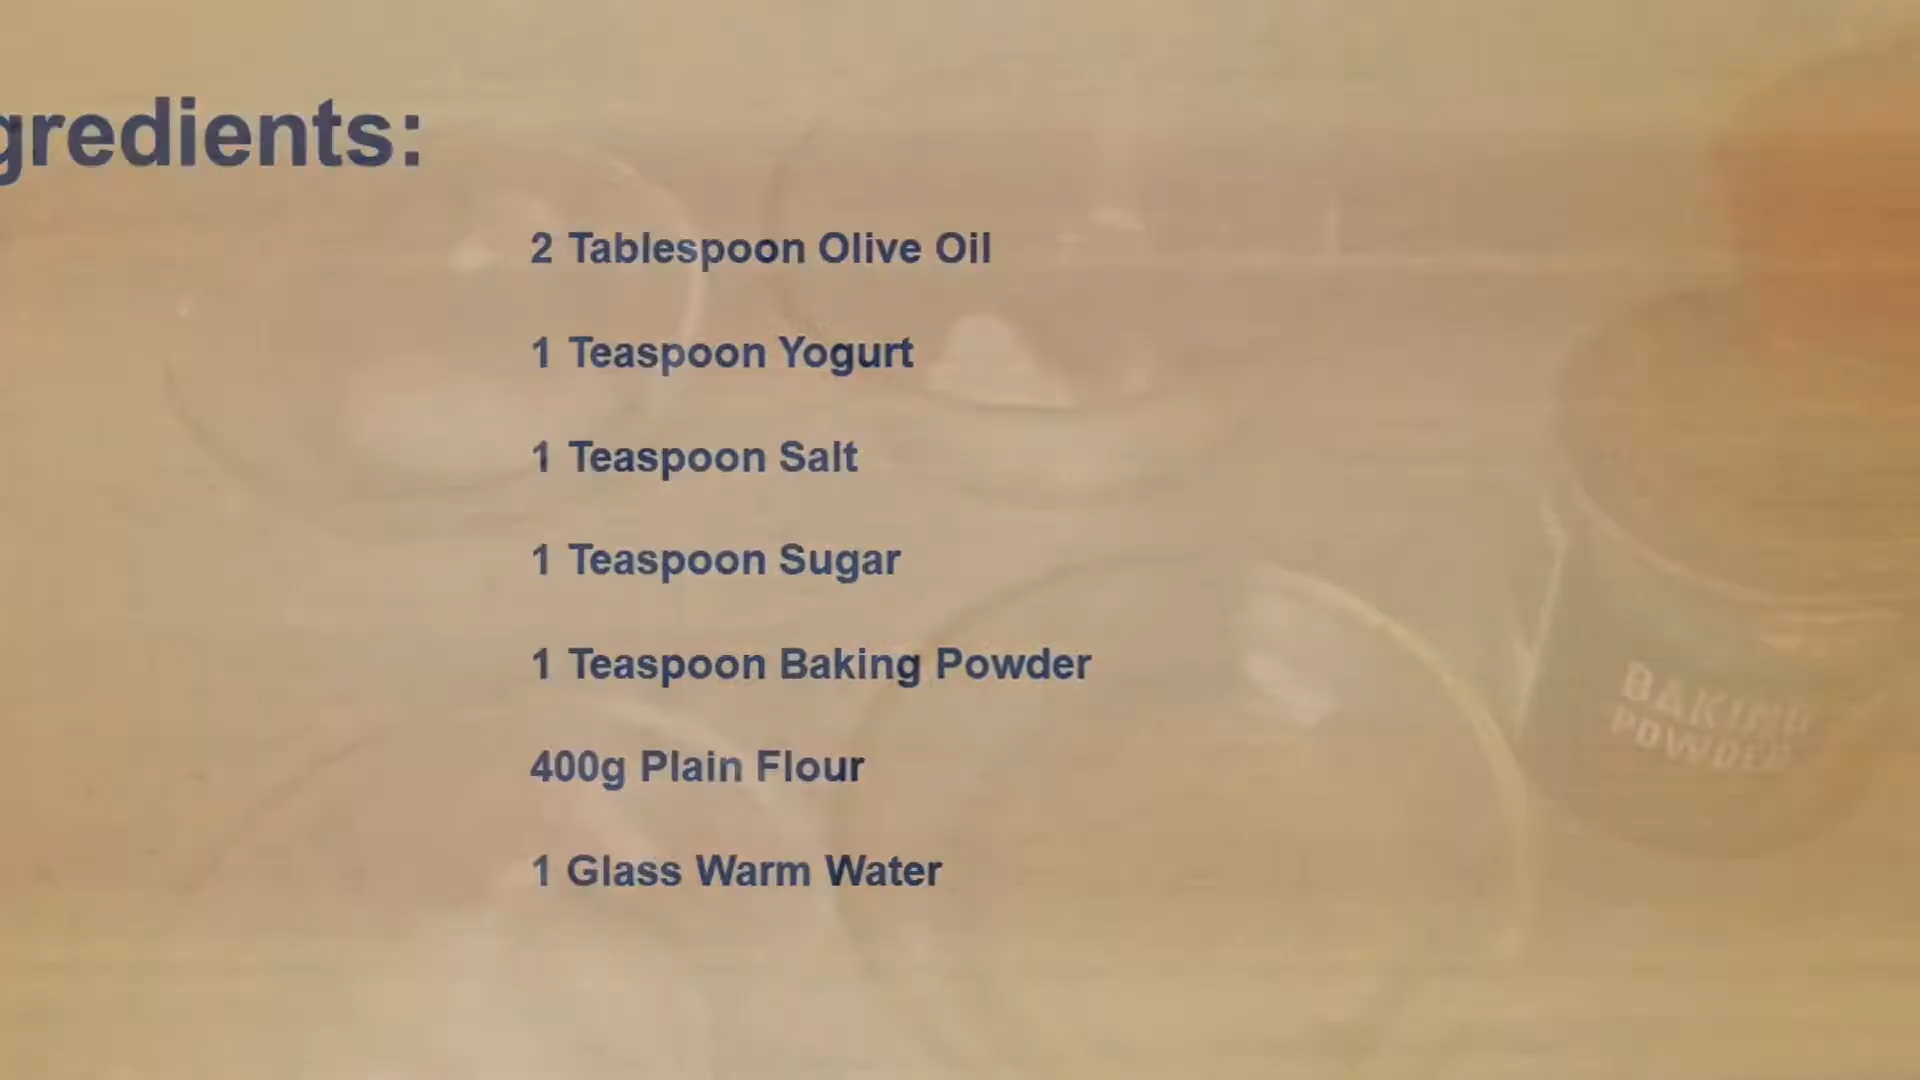 gredients:
2 Tablespoon Olive Oil
1 Teaspoon Yogurt
1 Teaspoon Salt
1 Teaspoon Sugar
1 Teaspoon Baking Powder
400g Plain Flour
1 Glass Warm Water
BAKING
POWDER